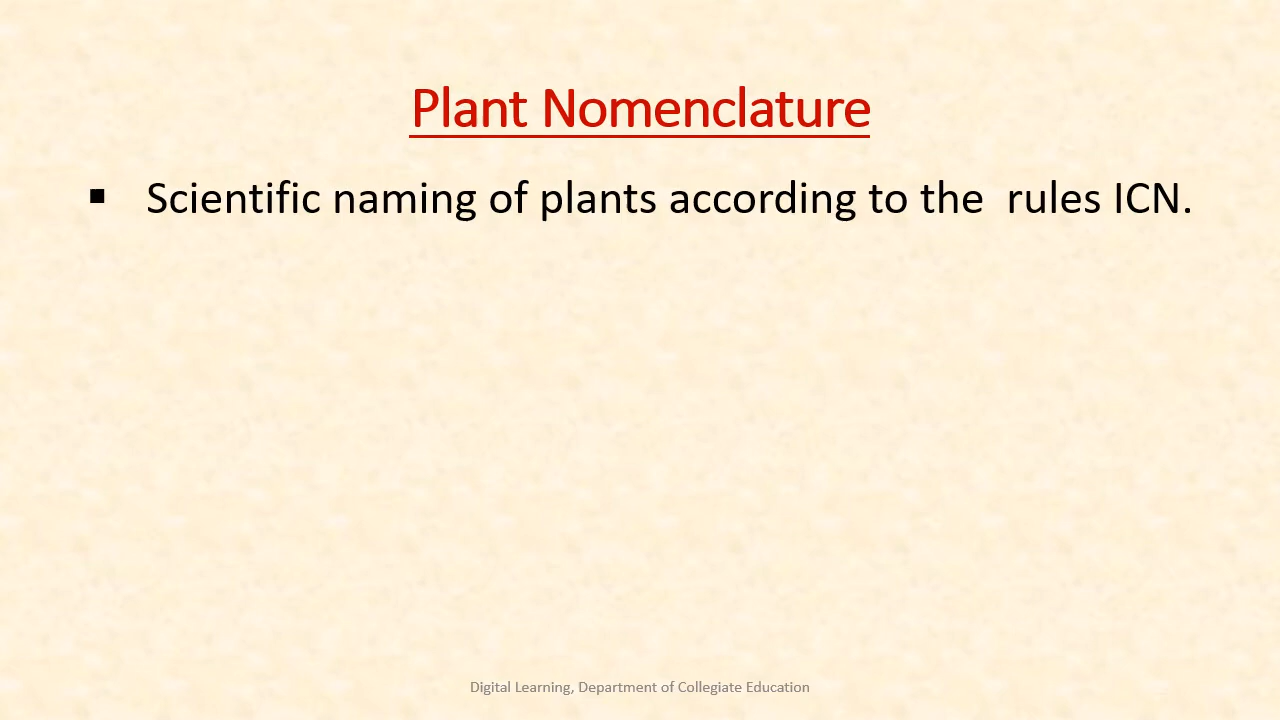 Plant Nomenclature
▪ Scientific naming of plants according to the  rules ICN.
Digital Learning, Department of Collegiate Education